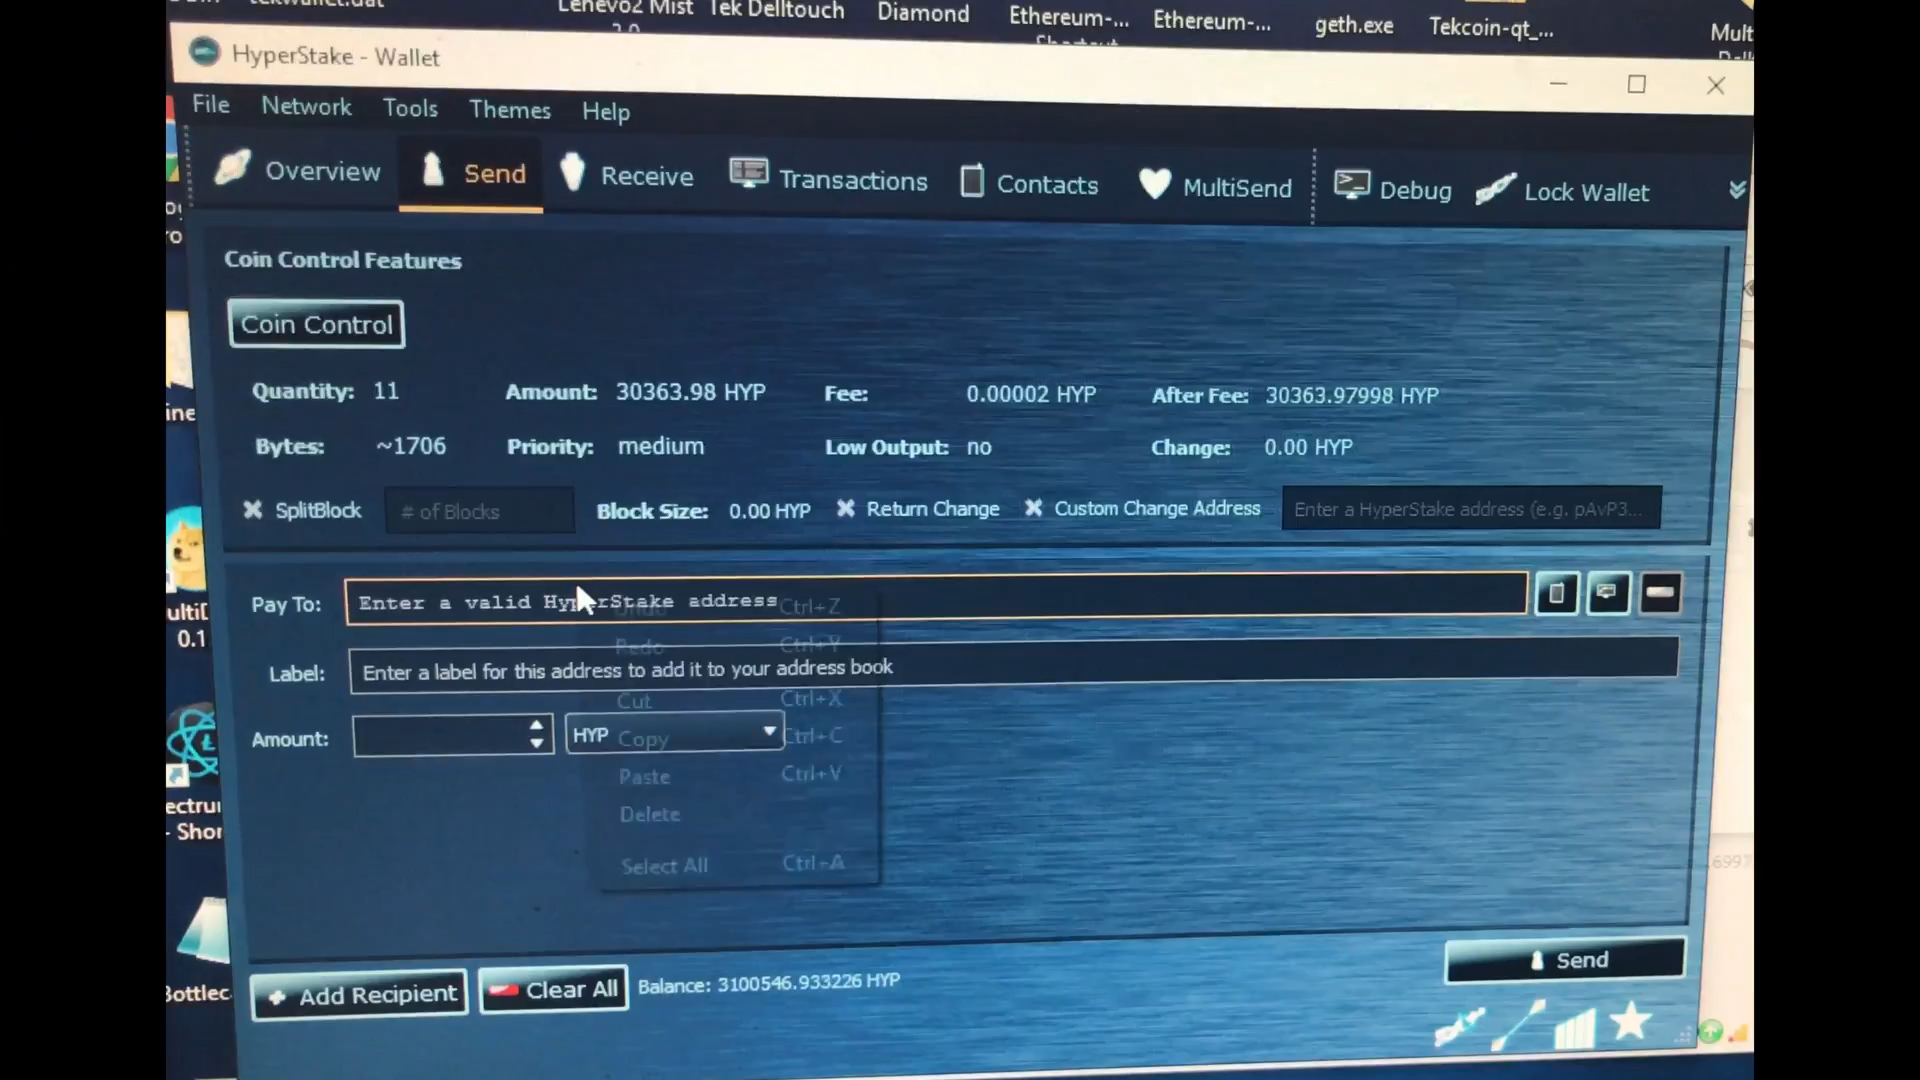 Lenevo2 Mist
Tek Delltouch
Diamond
Ethereum-...
Ethereum-...
geth.exe
Tekcoin-qt_...
HyperStake - Wallet
File Network Tools Themes Help
Overview Send Receive Transactions Contacts MultiSend Debug Lock Wallet
Coin Control Features
Coin Control
Quantity: 11 Amount: 30363.98 HYP Fee: 0.00002 HYP After Fee: 30363.97998 HYP
Bytes: ~1706 Priority: medium Low Output: no Change: 0.00 HYP
SplitBlock # of Blocks Block Size: 0.00 HYP Return Change Custom Change Address Enter a HyperStake address (e.g. pAvP3...
Pay To: Enter a valid HyperStake address
Undo Ctrl+Z
Redo Ctrl+Y
Label: Enter a label for this address to add it to your address book
Cut Ctrl+X
Amount: HYP
Copy Ctrl+C
Paste Ctrl+V
Delete
Select All Ctrl+A
Send
Add Recipient Clear All Balance: 3100546.933226 HYP